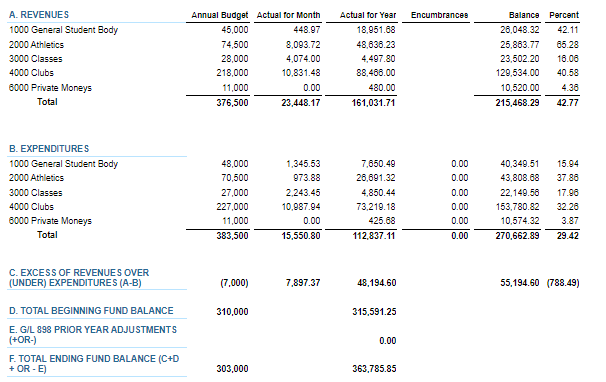 A. REVENUES Annual Budget Actual for Month Actual for Year Encumbrances Balance Percent
1000 General Student Body 45,000 448.97 18,951.68 26,048.32 42.11
2000 Athletics 74,500 8,093.72 48,636.23 25,863.77 65.28
3000 Classes 28,000 4,074.00 4,497.80 23,502.20 16.06
4000 Clubs 218,000 10,831.48 88,466.00 129,534.00 40.58
6000 Private Moneys 11,000 0.00 480.00 10,520.00 4.36
Total 376,500 23,448.17 161,031.71 215,468.29 42.77
B. EXPENDITURES
1000 General Student Body 48,000 1,345.53 7,650.49 0.00 40,349.51 15.94
2000 Athletics 70,500 973.88 26,691.32 0.00 43,808.68 37.86
3000 Classes 27,000 2,243.45 4,850.44 0.00 22,149.56 17.96
4000 Clubs 227,000 10,987.94 73,219.18 0.00 153,780.82 32.26
6000 Private Moneys 11,000 0.00 425.68 0.00 10,574.32 3.87
Total 383,500 15,550.80 112,837.11 0.00 270,662.89 29.42
C. EXCESS OF REVENUES OVER
(UNDER) EXPENDITURES (A-B) (7,000) 7,897.37 48,194.60 55,194.60 (788.49)
D. TOTAL BEGINNING FUND BALANCE 310,000 315,591.25
E. G/L 898 PRIOR YEAR ADJUSTMENTS
(+OR-) 0.00
F. TOTAL ENDING FUND BALANCE (C+D
+ OR - E) 303,000 363,785.85